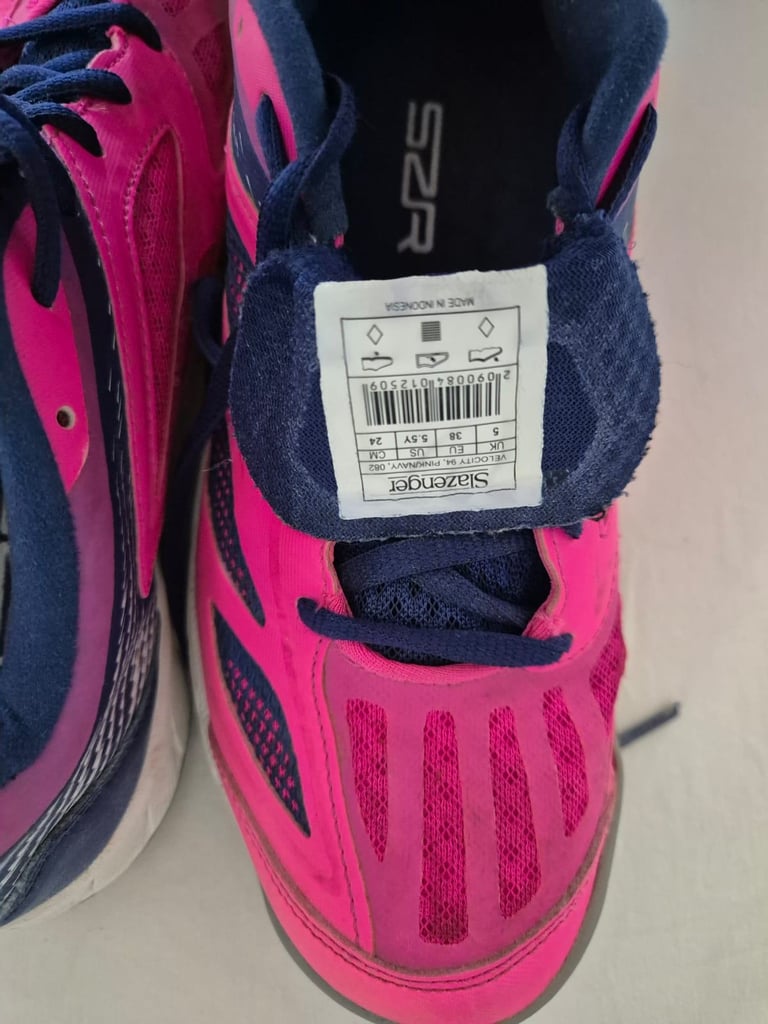 SZR
Slazenger
VELOCITY 94, PINK/NAVY, 082
UK EU US CM
5 38 5.5Y 24
2 090084 012509
MADE IN INDONESIA